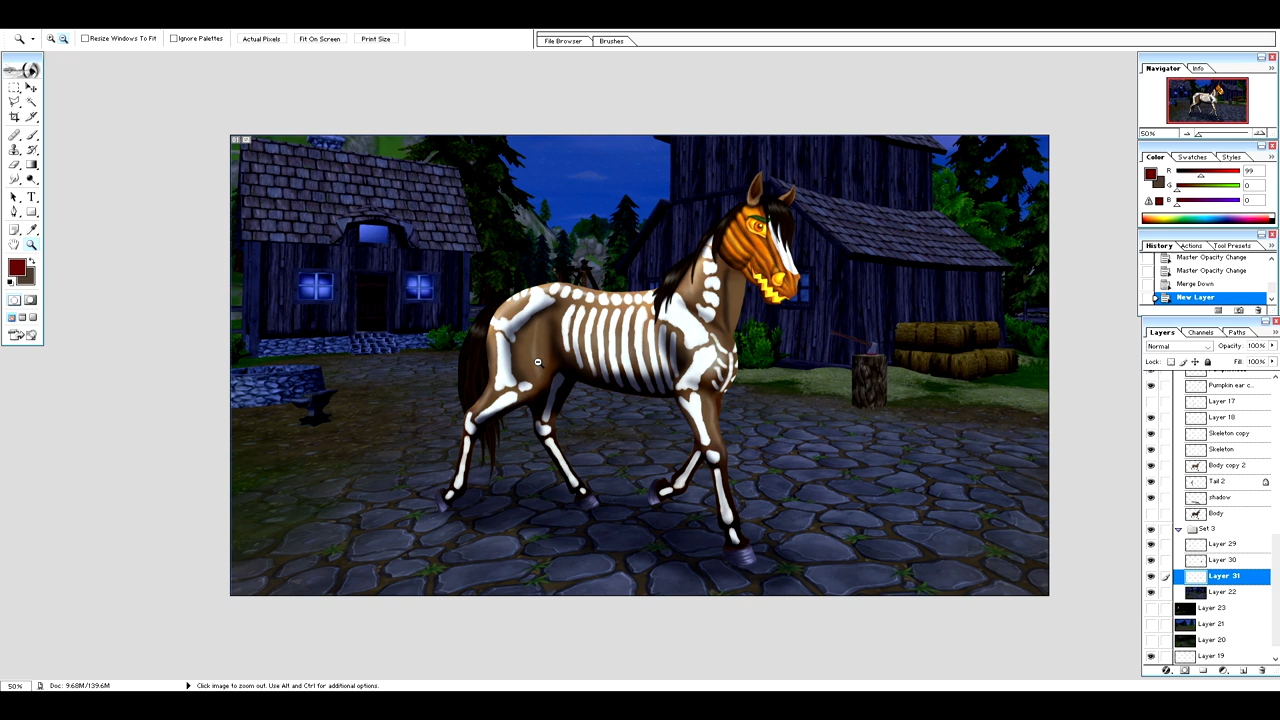 Resize Windows To Fit
Ignore Palettes
Actual Pixels
Fit On Screen
Print Size
File Browser
Brushes
Navigator
Info
50%
Color
Swatches
Styles
R
99
G
0
B
0
History
Actions
Tool Presets
Master Opacity Change
Master Opacity Change
Merge Down
New Layer
Layers
Channels
Paths
Normal
Opacity: 100%
Lock:
Fill: 100%
Pumpkin ear c...
Layer 17
Layer 18
Skeleton copy
Skeleton
Body copy 2
Tail 2
shadow
Body
Set 3
Layer 29
Layer 30
Layer 31
Layer 22
Layer 23
Layer 21
Layer 20
Layer 19
01
50%
Doc: 9.68M/139.6M
Click image to zoom out. Use Alt and Ctrl for additional options.